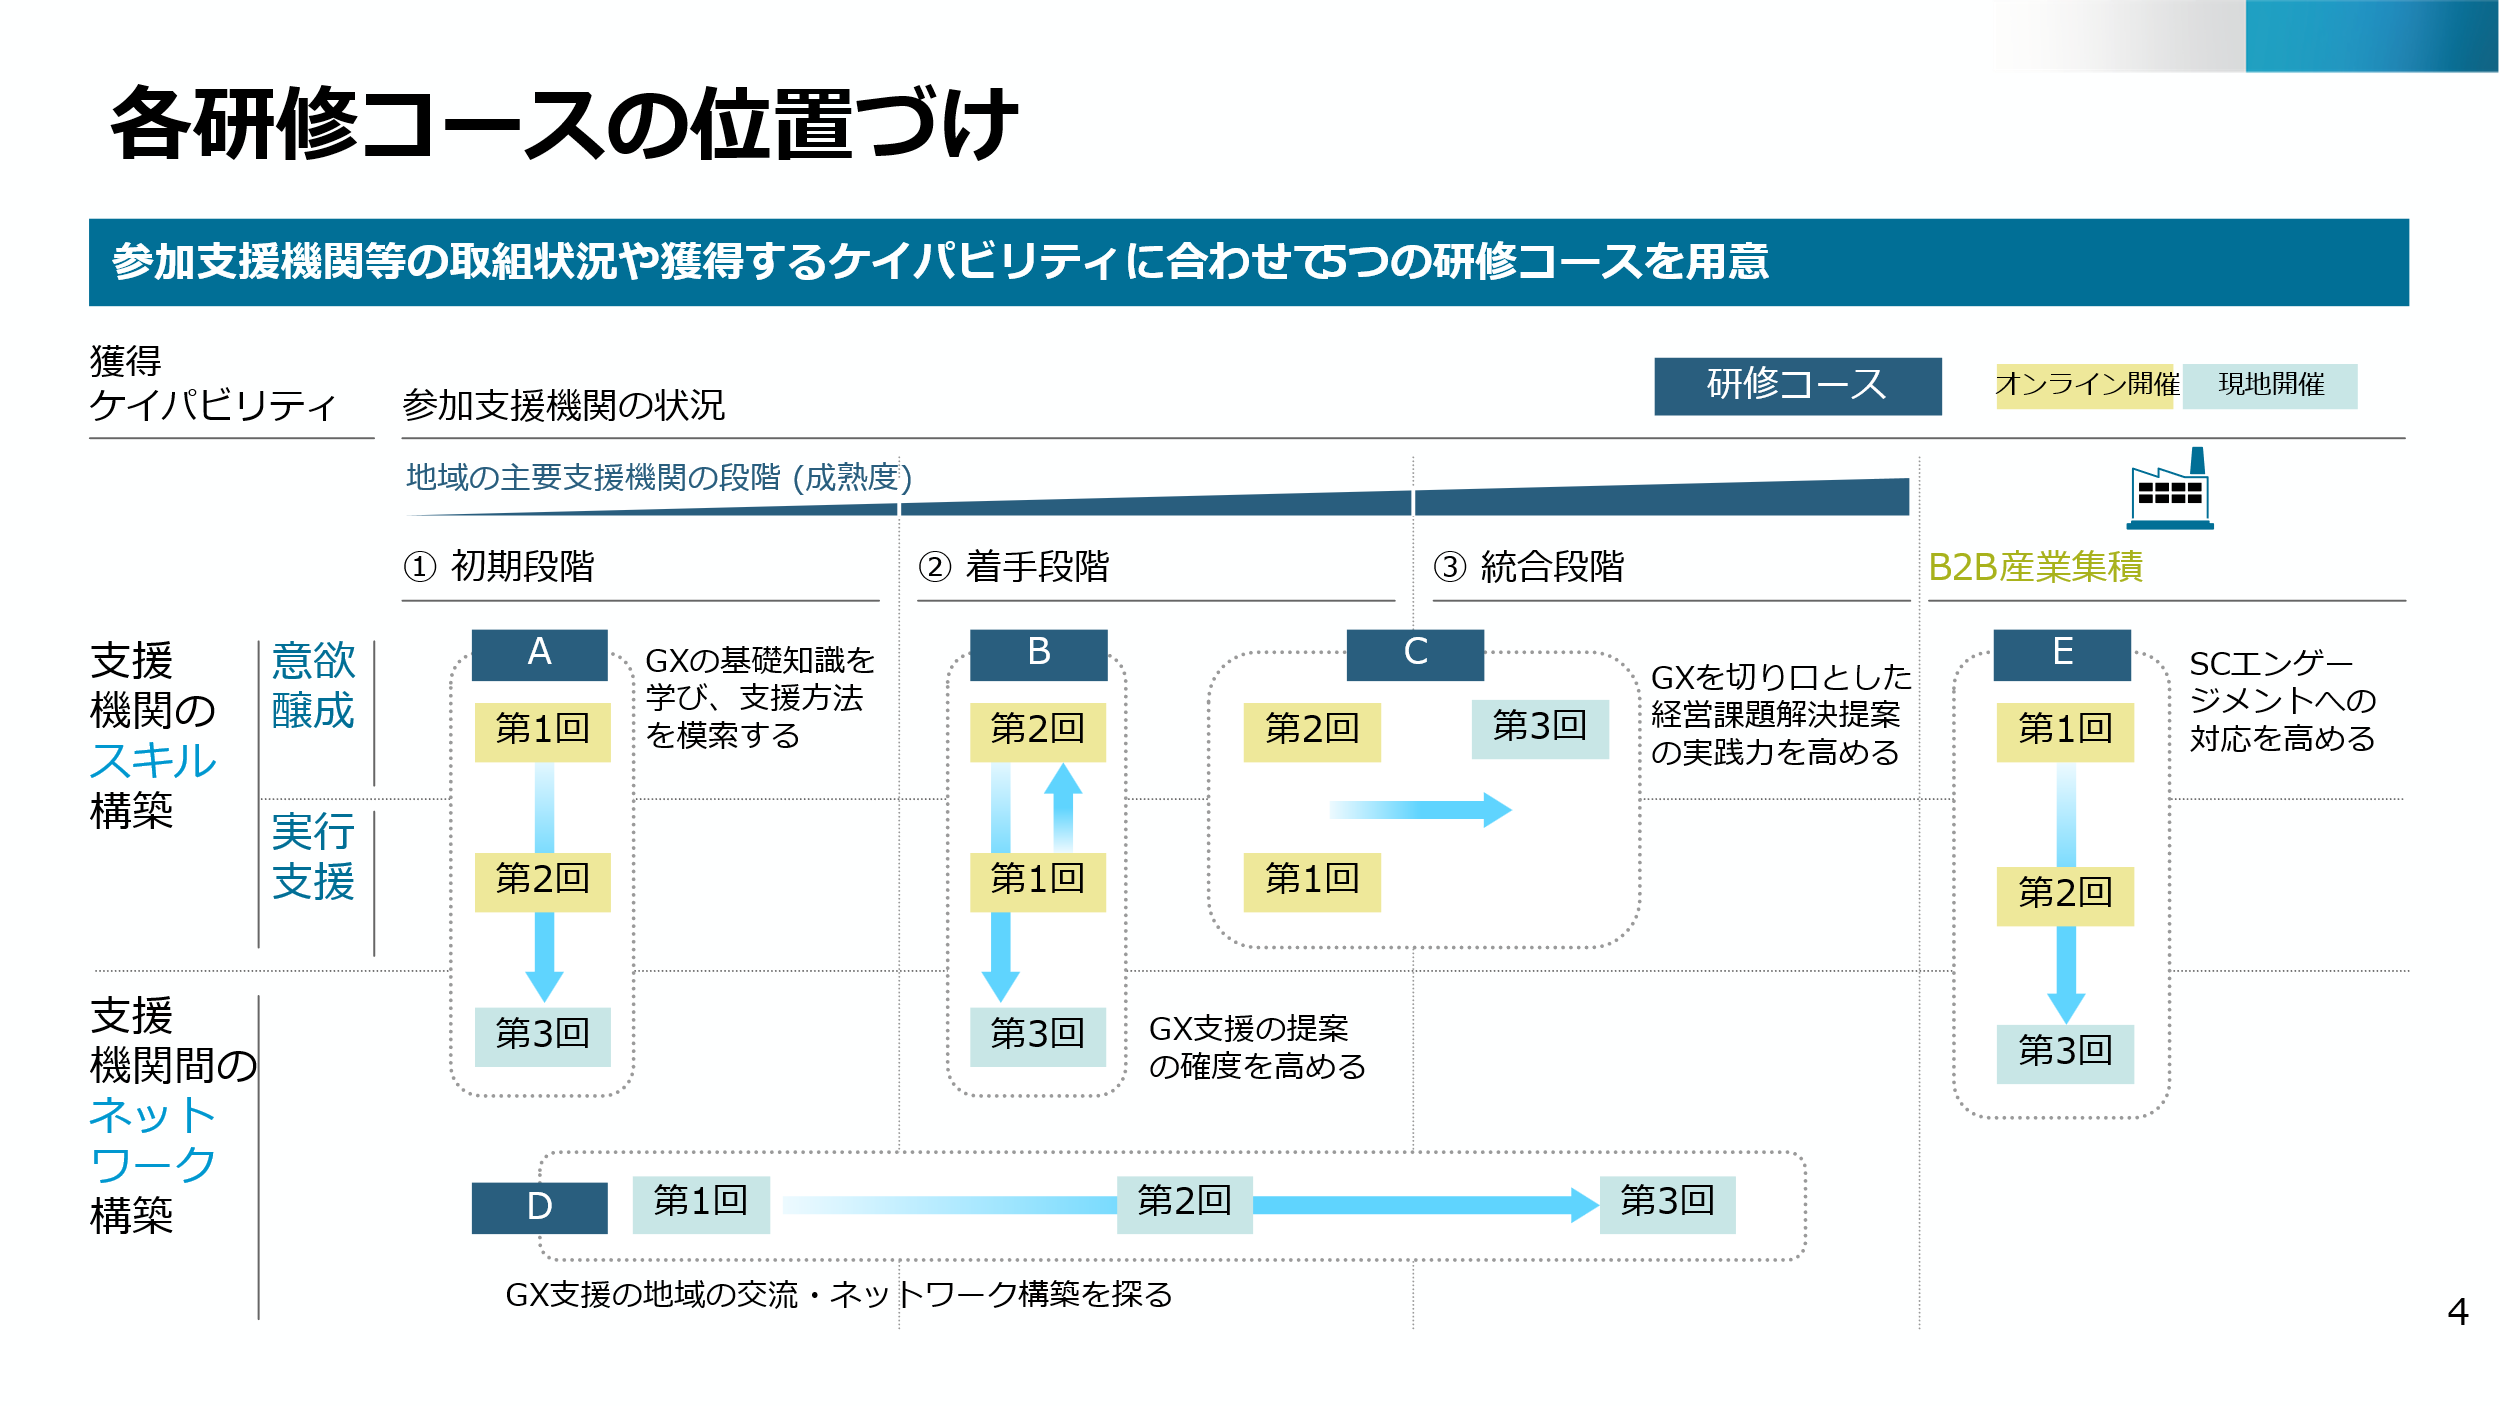 各研修コースの位置づけ
参加支援機関等の取組状況や獲得するケイパビリティに合わせて5つの研修コースを用意
獲得
ケイパビリティ
参加支援機関の状況
研修コース
オンライン開催
現地開催
地域の主要支援機関の段階 (成熟度)
① 初期段階
② 着手段階
③ 統合段階
B2B産業集積
支援
機関の
スキル
構築
意欲
醸成
実行
支援
A
第1回
第2回
第3回
GXの基礎知識を
学び、支援方法
を模索する
B
第2回
第1回
第3回
GX支援の提案
の確度を高める
C
第2回
第3回
第1回
GXを切り口とした
経営課題解決提案
の実践力を高める
E
第1回
第2回
第3回
SCエンゲー
ジメントへの
対応を高める
支援
機関間の
ネット
ワーク
構築
D
第1回
第2回
第3回
GX支援の地域の交流・ネットワーク構築を探る
4